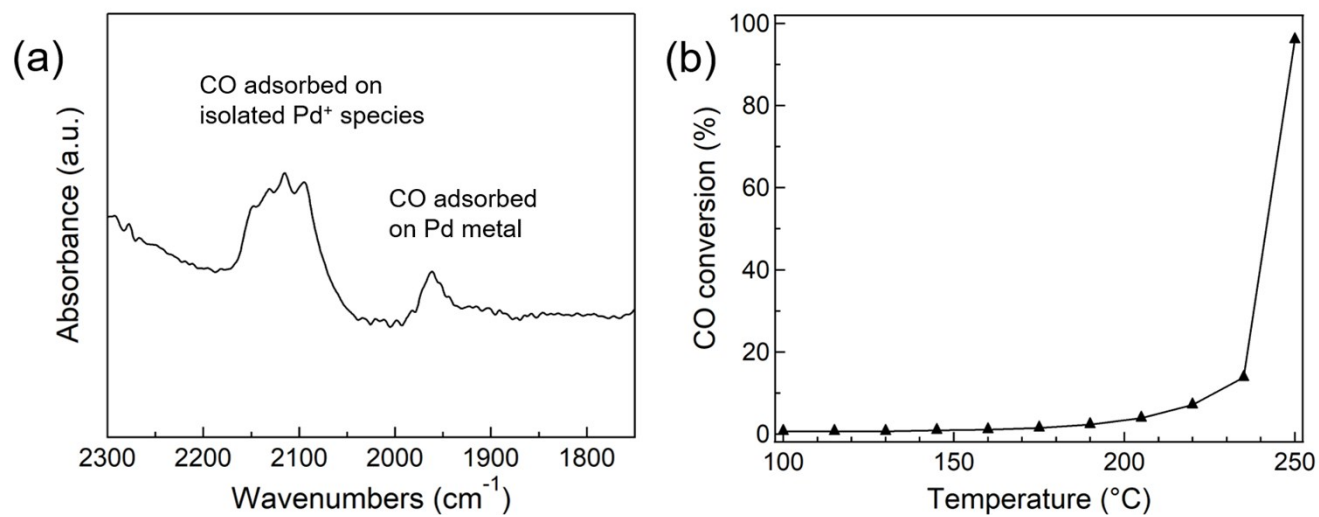 (a)
CO adsorbed on
isolated Pd⁺ species
CO adsorbed
on Pd metal
Absorbance (a.u.)
2300 2200 2100 2000 1900 1800
Wavenumbers (cm⁻¹)
(b)
100
80
60
40
20
0
CO conversion (%)
100 150 200 250
Temperature (°C)